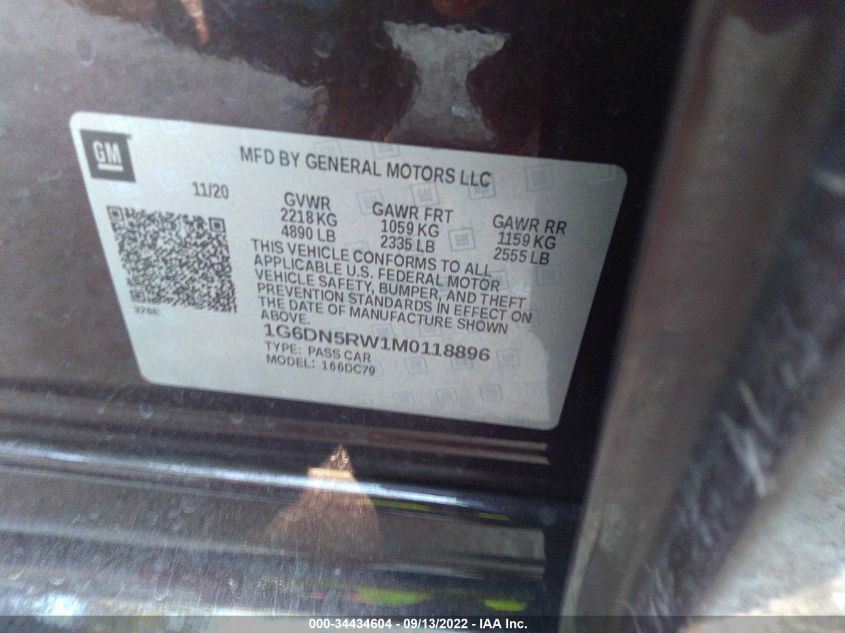 GM
MFD BY GENERAL MOTORS LLC
11/20
GVWR
2218 KG
4890 LB
GAWR FRT
1059 KG
2335 LB
GAWR RR
1159 KG
2555 LB
THIS VEHICLE CONFORMS TO ALL
APPLICABLE U.S. FEDERAL MOTOR
VEHICLE SAFETY, BUMPER, AND THEFT
PREVENTION STANDARDS IN EFFECT ON
THE DATE OF MANUFACTURE SHOWN
ABOVE.
1G6DN5RW1M0118896
TYPE: PASS CAR
MODEL: 166DC79
000-34434604 / 09/13/2022 - IAA Inc.